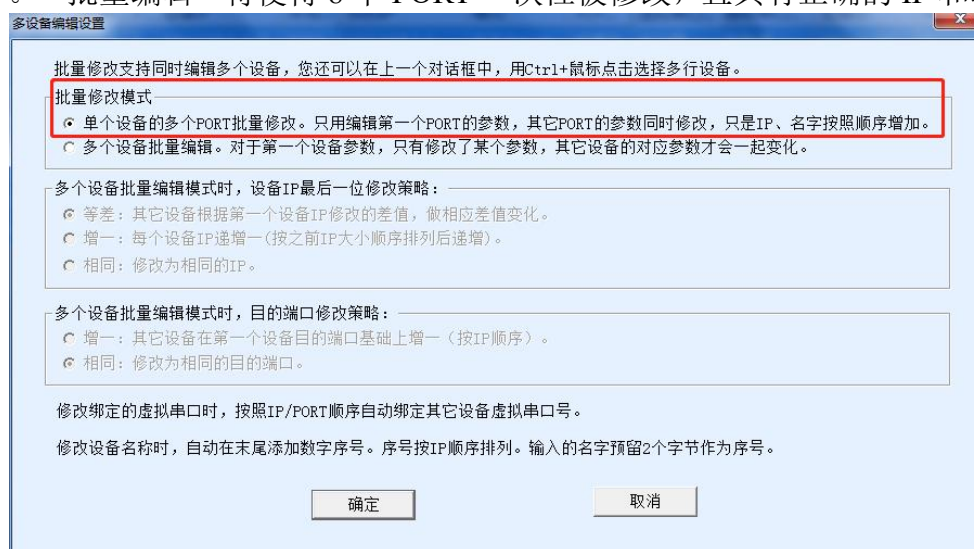 多设备编辑设置
批量修改支持同时编辑多个设备，您还可以在上一个对话框中，用Ctrl+鼠标点击选择多行设备。
批量修改模式
单个设备的多个PORT批量修改。只用编辑第一个PORT的参数，其它PORT的参数同时修改，只是IP、名字按照顺序增加。
多个设备批量编辑。对于第一个设备参数，只有修改了某个参数，其它设备的对应参数才会一起变化。
多个设备批量编辑模式时，设备IP最后一位修改策略：
等差：其它设备根据第一个设备IP修改的差值，做相应差值变化。
增一：每个设备IP递增一(按之前IP大小顺序排列后递增)。
相同：修改为相同的IP。
多个设备批量编辑模式时，目的端口修改策略：
增一：其它设备在第一个设备目的端口基础上增一（按IP顺序）。
相同：修改为相同的目的端口。
修改绑定的虚拟串口时，按照IP/PORT顺序自动绑定其它设备虚拟串口号。
修改设备名称时，自动在末尾添加数字序号。序号按IP顺序排列。输入的名字预留2个字节作为序号。
确定
取消